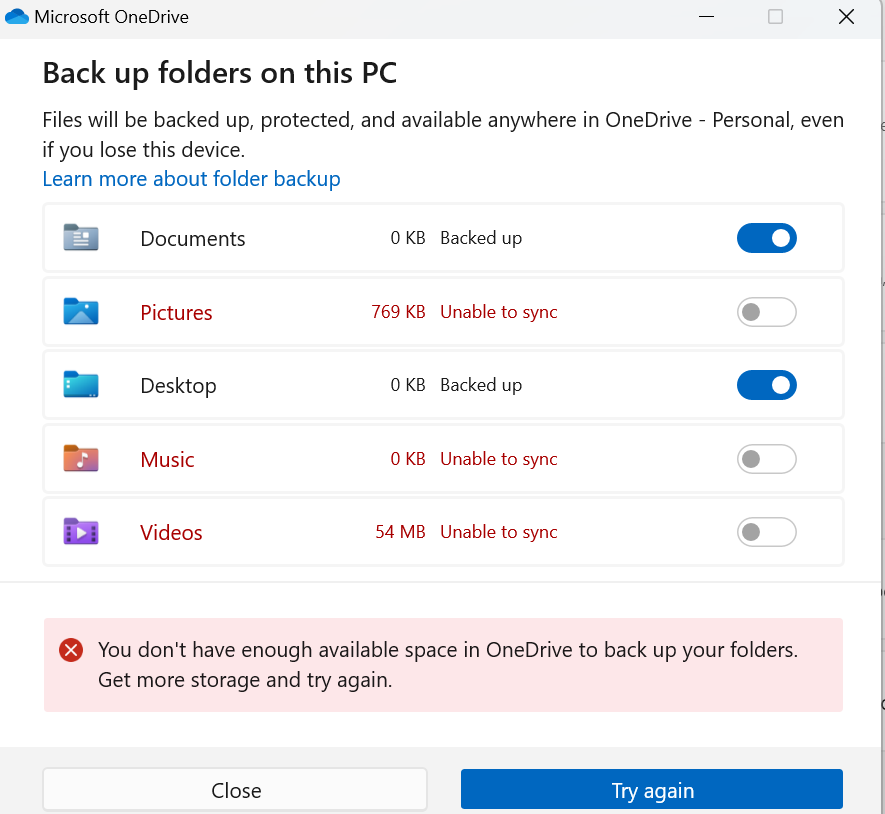 Microsoft OneDrive
Back up folders on this PC
Files will be backed up, protected, and available anywhere in OneDrive - Personal, even
if you lose this device.
Learn more about folder backup
Documents 0 KB Backed up
Pictures 769 KB Unable to sync
Desktop 0 KB Backed up
Music 0 KB Unable to sync
Videos 54 MB Unable to sync
You don't have enough available space in OneDrive to back up your folders.
Get more storage and try again.
Close Try again